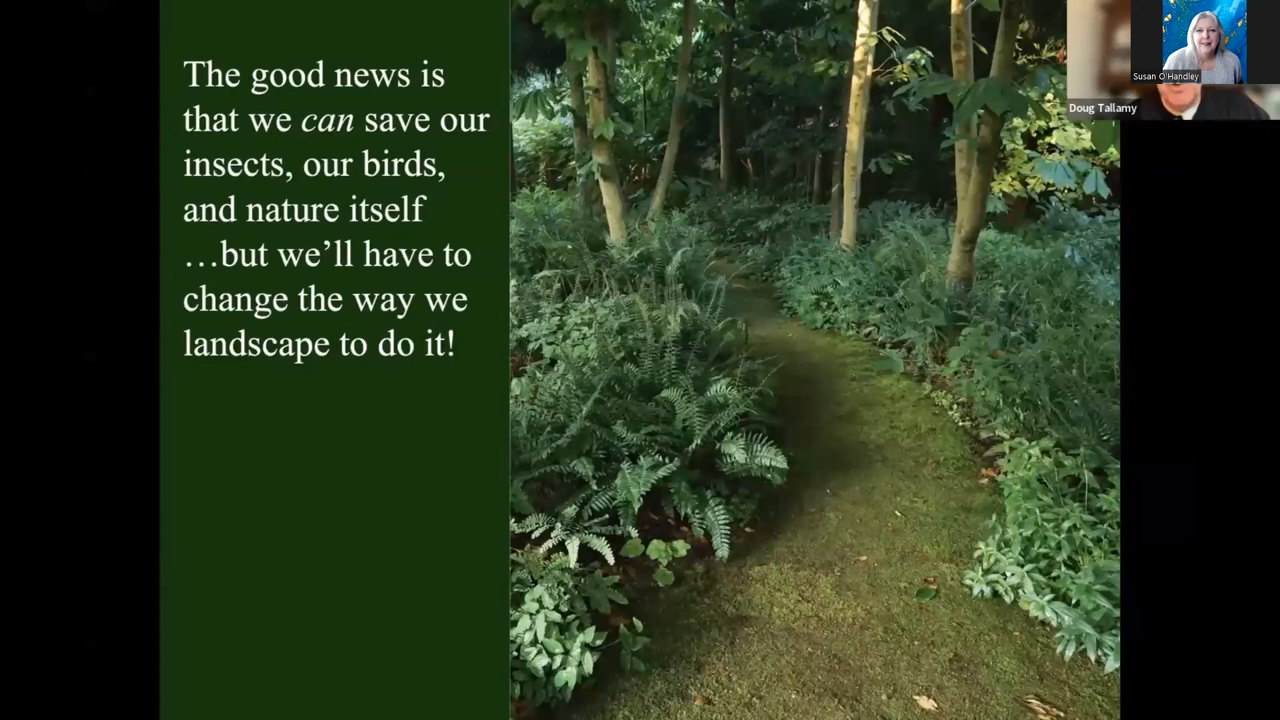 The good news is
that we can save our
insects, our birds,
and nature itself
…but we’ll have to
change the way we
landscape to do it!
Susan O'Handley
Doug Tallamy